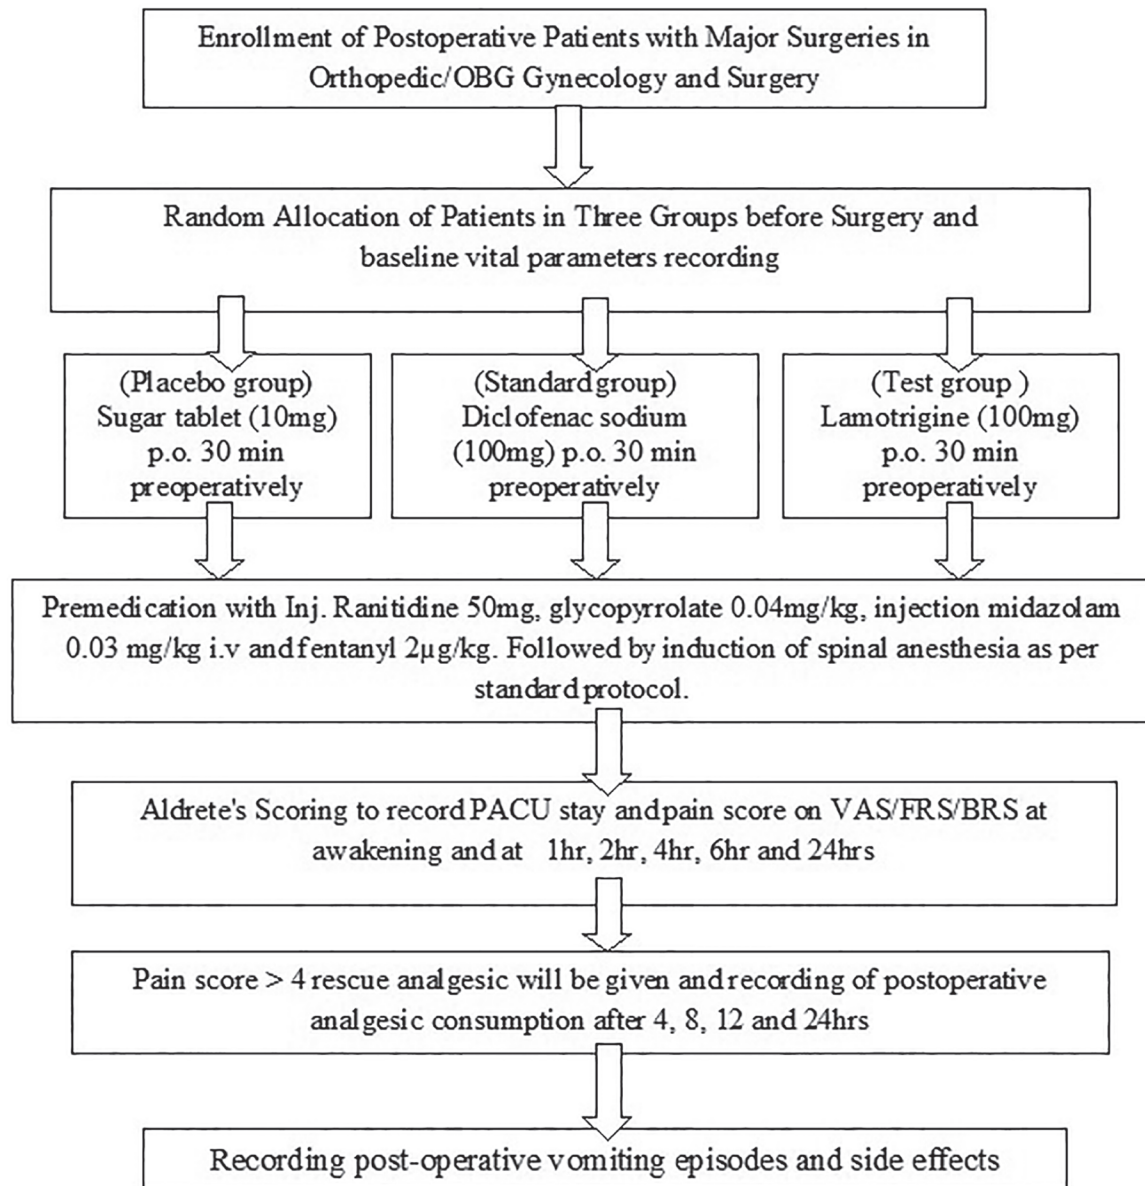 Enrollment of Postoperative Patients with Major Surgeries in
Orthopedic/OBG Gynecology and Surgery
Random Allocation of Patients in Three Groups before Surgery and
baseline vital parameters recording
(Placebo group)
Sugar tablet (10mg)
p.o. 30 min
preoperatively
(Standard group)
Diclofenac sodium
(100mg) p.o. 30 min
preoperatively
(Test group )
Lamotrigine (100mg)
p.o. 30 min
preoperatively
Premedication with Inj. Ranitidine 50mg, glycopyrrolate 0.04mg/kg, injection midazolam
0.03 mg/kg i.v and fentanyl 2µg/kg. Followed by induction of spinal anesthesia as per
standard protocol.
Aldrete's Scoring to record PACU stay and pain score on VAS/FRS/BRS at
awakening and at 1hr, 2hr, 4hr, 6hr and 24hrs
Pain score > 4 rescue analgesic will be given and recording of postoperative
analgesic consumption after 4, 8, 12 and 24hrs
Recording post-operative vomiting episodes and side effects